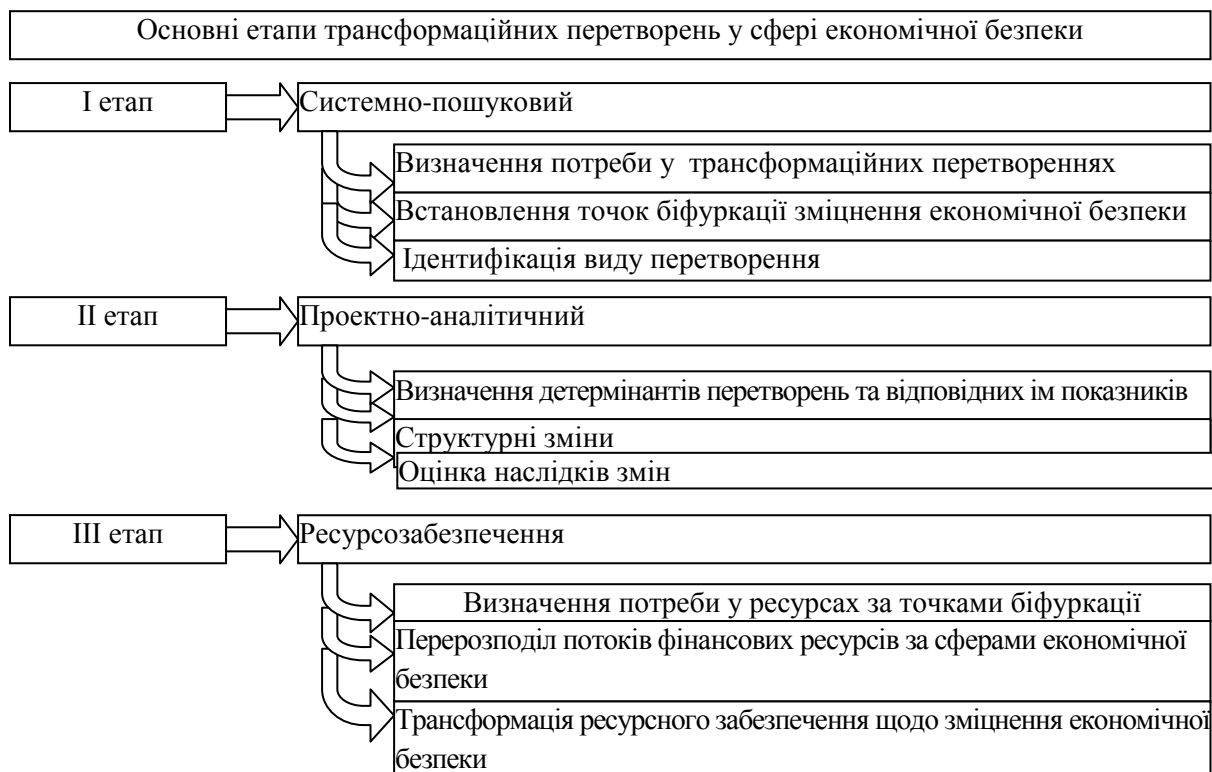 Основні етапи трансформаційних перетворень у сфері економічної безпеки
І етап
Системно-пошуковий
Визначення потреби у трансформаційних перетвореннях
Встановлення точок біфуркації зміцнення економічної безпеки
Ідентифікація виду перетворення
ІІ етап
Проектно-аналітичний
Визначення детермінантів перетворень та відповідних їм показників
Структурні зміни
Оцінка наслідків змін
ІІІ етап
Ресурсозабезпечення
Визначення потреби у ресурсах за точками біфуркації
Перерозподіл потоків фінансових ресурсів за сферами економічної
безпеки
Трансформація ресурсного забезпечення щодо зміцнення економічної
безпеки